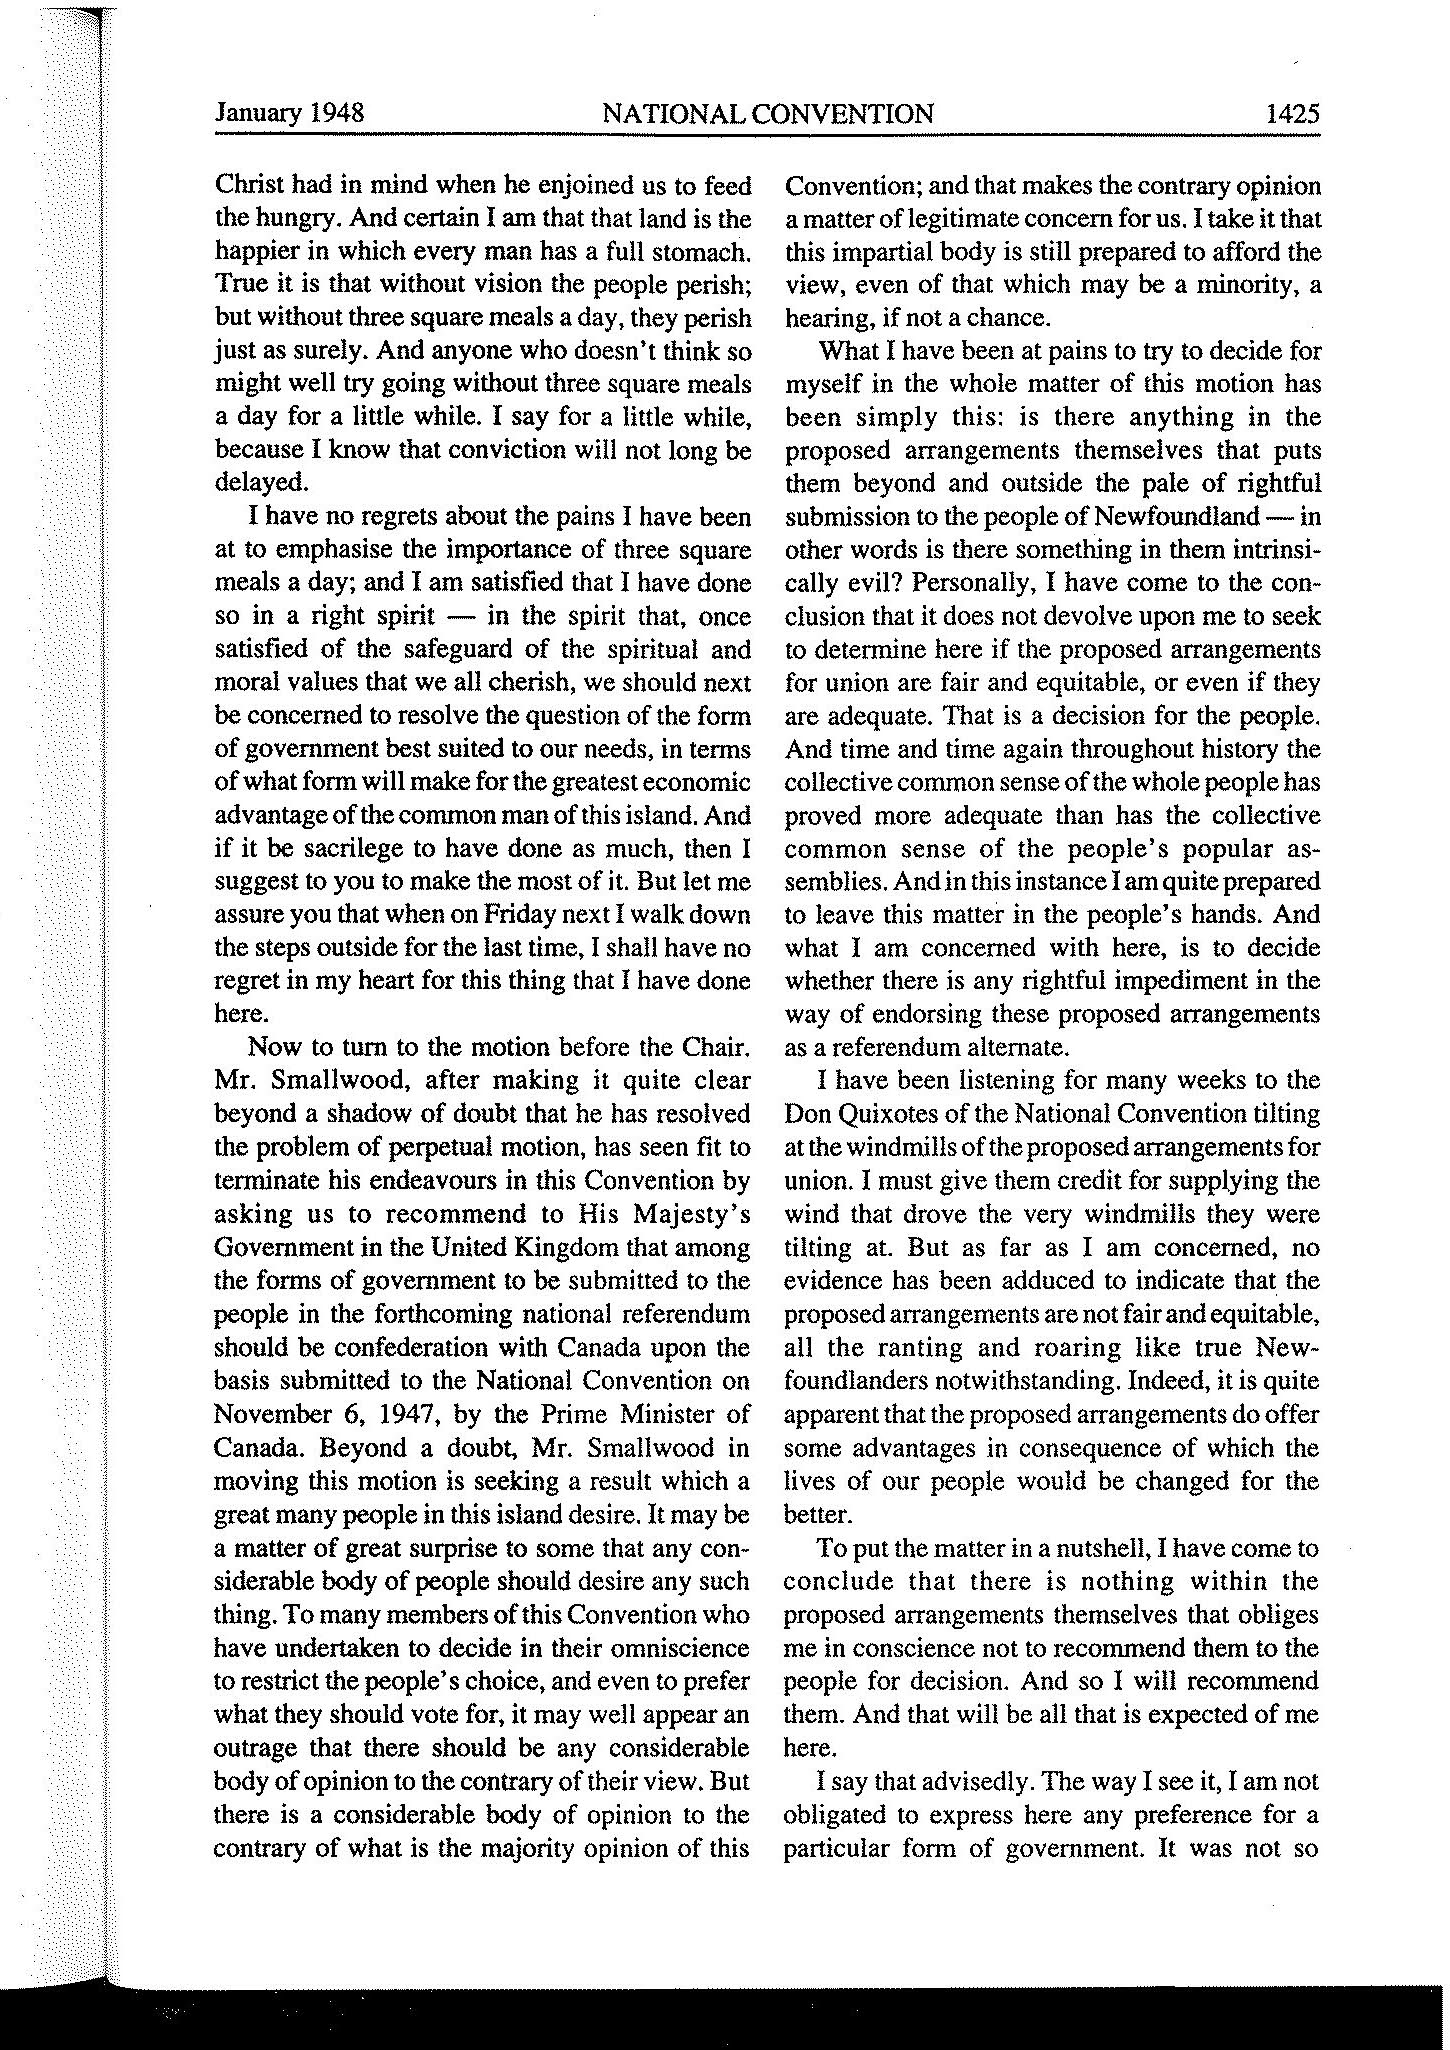 January 1948 NATIONAL CONVENTION 1425
Christ had in mind when he enjoined us to feed
the hungry. And certain I am that that land is the
happier in which every man has a full stomach.
True it is that without vision the people perish;
but without three square meals a day, they perish
just as surely. And anyone who doesn't think so
might well try going without three square meals
a day for a little while. I say for a little while,
because I know that conviction will not long be
delayed.
I have no regrets about the pains I have been
at to emphasise the importance of three square
meals a day; and I am satisfied that I have done
so in a right spirit — in the spirit that, once
satisfied of the safeguard of the spiritual and
moral values that we all cherish, we should next
be concerned to resolve the question of the form
of government best suited to our needs, in terms
of what form will make for the greatest economic
advantage of the common man of this island. And
if it be sacrilege to have done as much, then I
suggest to you to make the most of it. But let me
assure you that when on Friday next I walk down
the steps outside for the last time, I shall have no
regret in my heart for this thing that I have done
here.
Now to turn to the motion before the Chair.
Mr. Smallwood, after making it quite clear
beyond a shadow of doubt that he has resolved
the problem of perpetual motion, has seen fit to
terminate his endeavours in this Convention by
asking us to recommend to His Majesty's
Government in the United Kingdom that among
the forms of government to be submitted to the
people in the forthcoming national referendum
should be confederation with Canada upon the
basis submitted to the National Convention on
November 6, 1947, by the Prime Minister of
Canada. Beyond a doubt, Mr. Smallwood in
moving this motion is seeking a result which a
great many people in this island desire. It may be
a matter of great surprise to some that any con-
siderable body of people should desire any such
thing. To many members of this Convention who
have undertaken to decide in their omniscience
to restrict the people's choice, and even to prefer
what they should vote for, it may well appear an
outrage that there should be any considerable
body of opinion to the contrary of their view. But
there is a considerable body of opinion to the
contrary of what is the majority opinion of this
Convention; and that makes the contrary opinion
a matter of legitimate concern for us. I take it that
this impartial body is still prepared to afford the
view, even of that which may be a minority, a
hearing, if not a chance.
What I have been at pains to try to decide for
myself in the whole matter of this motion has
been simply this: is there anything in the
proposed arrangements themselves that puts
them beyond and outside the pale of rightful
submission to the people of Newfoundland — in
other words is there something in them intrinsi-
cally evil? Personally, I have come to the con-
clusion that it does not devolve upon me to seek
to determine here if the proposed arrangements
for union are fair and equitable, or even if they
are adequate. That is a decision for the people.
And time and time again throughout history the
collective common sense of the whole people has
proved more adequate than has the collective
common sense of the people's popular as-
semblies. And in this instance I am quite prepared
to leave this matter in the people's hands. And
what I am concerned with here, is to decide
whether there is any rightful impediment in the
way of endorsing these proposed arrangements
as a referendum alternate.
I have been listening for many weeks to the
Don Quixotes of the National Convention tilting
at the windmills of the proposed arrangements for
union. I must give them credit for supplying the
wind that drove the very windmills they were
tilting at. But as far as I am concerned, no
evidence has been adduced to indicate that the
proposed arrangements are not fair and equitable,
all the ranting and roaring like true New-
foundlanders notwithstanding. Indeed, it is quite
apparent that the proposed arrangements do offer
some advantages in consequence of which the
lives of our people would be changed for the
better.
To put the matter in a nutshell, I have come to
conclude that there is nothing within the
proposed arrangements themselves that obliges
me in conscience not to recommend them to the
people for decision. And so I will recommend
them. And that will be all that is expected of me
here.
I say that advisedly. The way I see it, I am not
obligated to express here any preference for a
particular form of government. It was not so